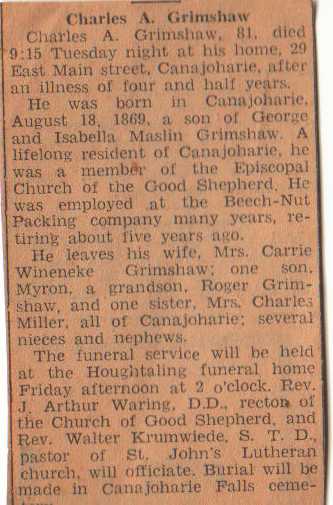 Charles A. Grimshaw
Charles A. Grimshaw, 81, died
9:15 Tuesday night at his home, 29
East Main street, Canajoharie, after
an illness of four and half years.
He was born in Canajoharie,
August 18, 1869, a son of George
and Isabella Maslin Grimshaw. A
lifelong resident of Canajoharie, he
was a member of the Episcopal
Church of the Good Shepherd. He
was employed at the Beech-Nut
Packing company many years, re-
tiring about five years ago.
He leaves his wife, Mrs. Carrie
Wineneke Grimshaw; one son,
Myron, a grandson, Roger Grim-
shaw, and one sister, Mrs. Charles
Miller, all of Canajoharie; several
nieces and nephews.
The funeral service will be held
at the Houghtaling funeral home
Friday afternoon at 2 o'clock. Rev.
J. Arthur Waring, D.D., recton of
the Church of Good Shepherd, and
Rev. Walter Krumwiede, S. T. D.,
pastor of St. John's Lutheran
church, will officiate. Burial will be
made in Canajoharie Falls ceme-